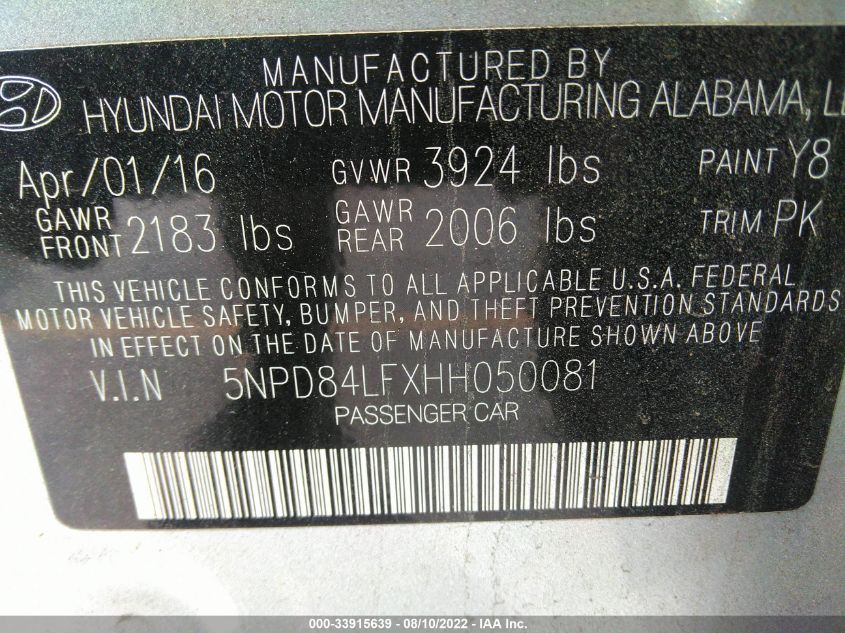 MANUFACTURED BY
HYUNDAI MOTOR MANUFACTURING ALABAMA,
Apr/01/16 GVWR 3924 lbs PAINT Y8
GAWR FRONT 2183 lbs GAWR REAR 2006 lbs TRIM PK
THIS VEHICLE CONFORMS TO ALL APPLICABLE U.S.A. FEDERAL
MOTOR VEHICLE SAFETY, BUMPER, AND THEFT PREVENTION STANDARDS
IN EFFECT ON THE DATE OF MANUFACTURE SHOWN ABOVE
V.I.N 5NPD84LFXHH050081
PASSENGER CAR
000-33915639 - 08/10/2022 - IAA Inc.